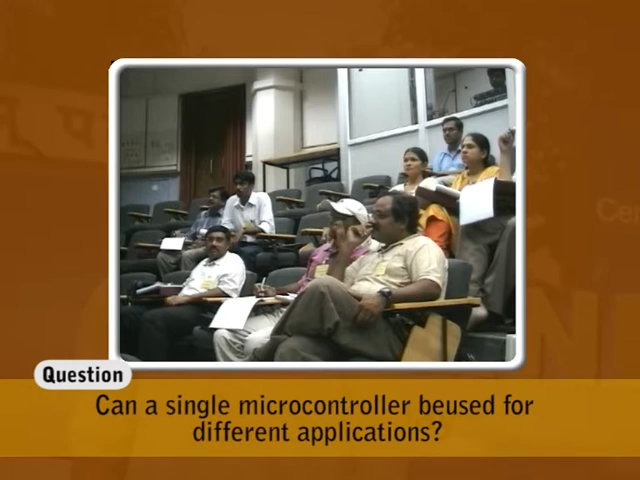 Question
Can a single microcontroller beused for
different applications?